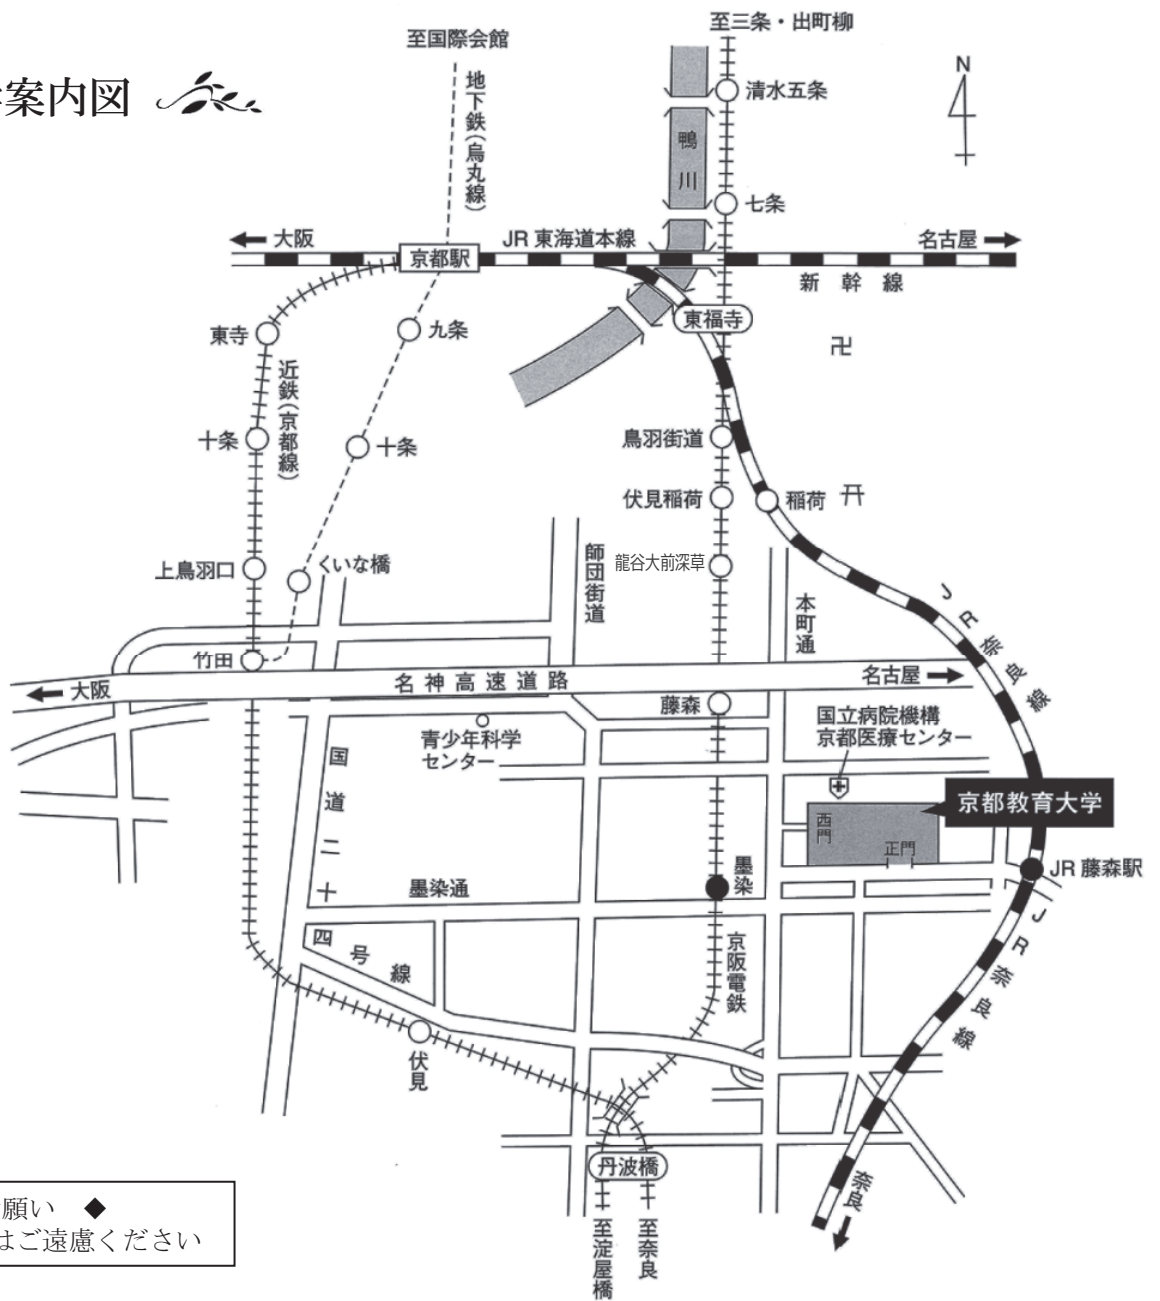 案内図
至国際会館
至三条・出町柳
地下鉄(烏丸線)
清水五条
N
鴨川
七条
大阪
JR 東海道本線
名古屋
京都駅
新幹線
東福寺
東寺
九条
近鉄(京都線)
卍
十条
十条
鳥羽街道
伏見稲荷
稲荷
上鳥羽口
くいな橋
師団街道
龍谷大前深草
本町通
JR奈良線
竹田
大阪
名神高速道路
名古屋
藤森
国立病院機構
京都医療センター
青少年科学
センター
国道二十四号線
京都教育大学
西門
正門
墨染
JR 藤森駅
墨染通
京阪電鉄
JR奈良線
伏見
丹波橋
奈良
至淀屋橋
至奈良
願い ◆
はご遠慮ください